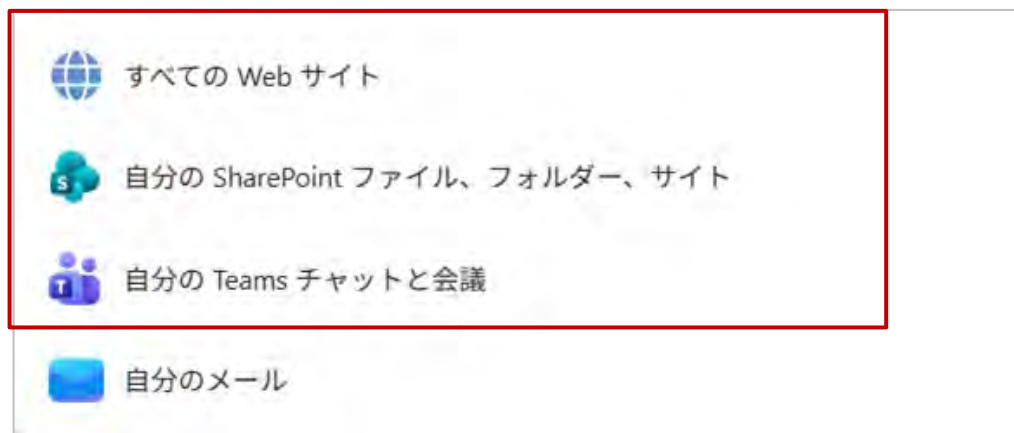 すべての Web サイト
S
自分の SharePoint ファイル、フォルダー、サイト
T
自分の Teams チャットと会議
自分のメール